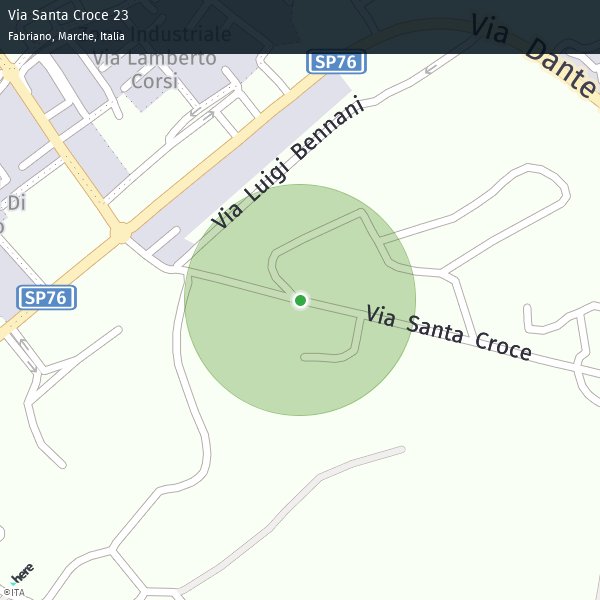 Via Santa Croce 23
Fabriano, Marche, Italia
Industriale
Via Lamberto
Corsi
SP76
Via Dante
Via Luigi Bennani
Di
SP76
Via Santa Croce
here
©ITA